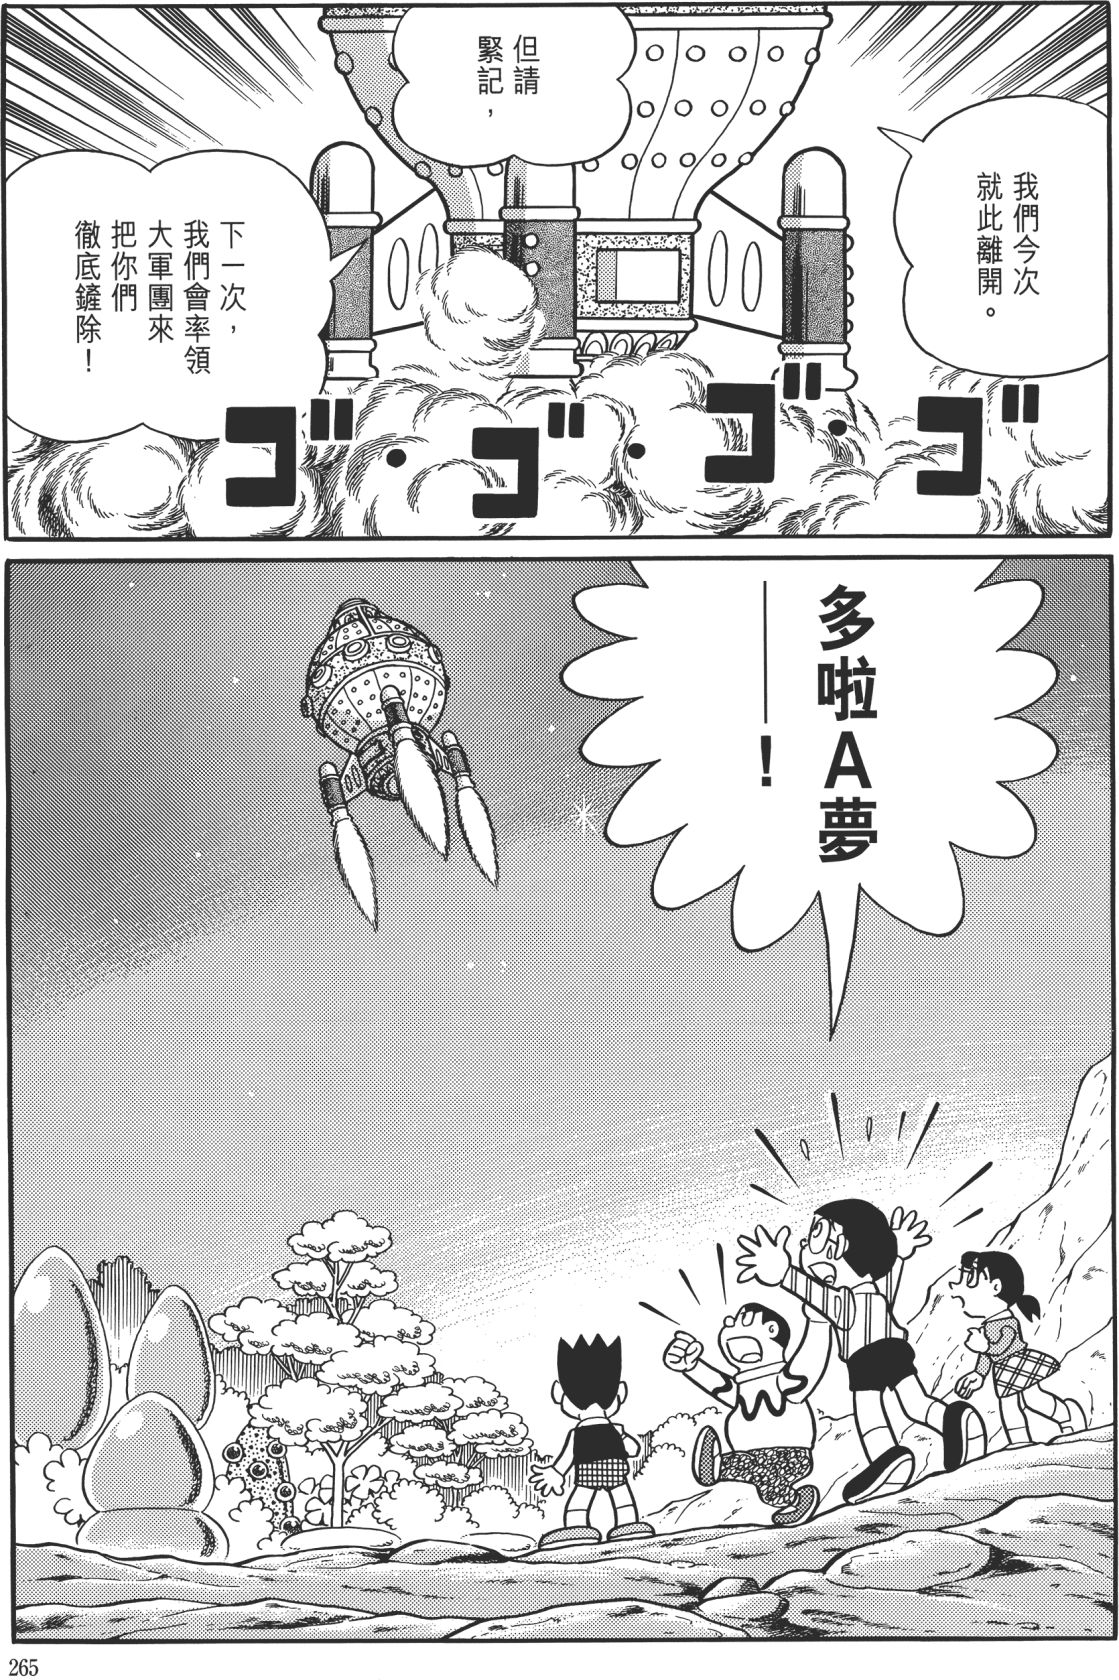 我們今次
就此離開。
但請
緊記，
下一次，
我們會率領
大軍團來
把你們
徹底鏟除！
ゴ・ゴ・ゴ・ゴ
多啦A夢
——！
265